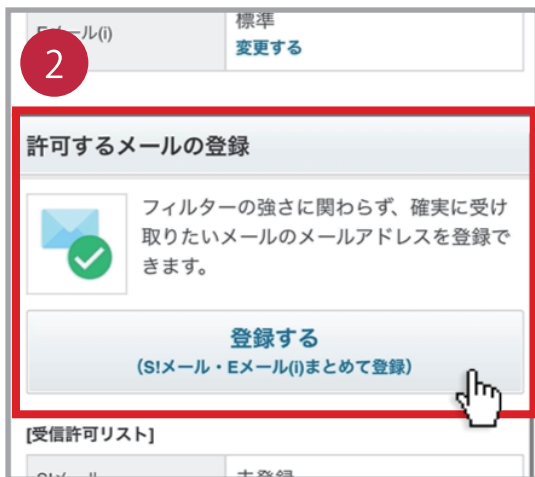 標準
Eメール(i)
変更する
2
許可するメールの登録
フィルターの強さに関わらず、確実に受け
取りたいメールのメールアドレスを登録で
きます。
登録する
(S!メール・Eメール(i)まとめて登録)
[受信許可リスト]
S!メール
未登録